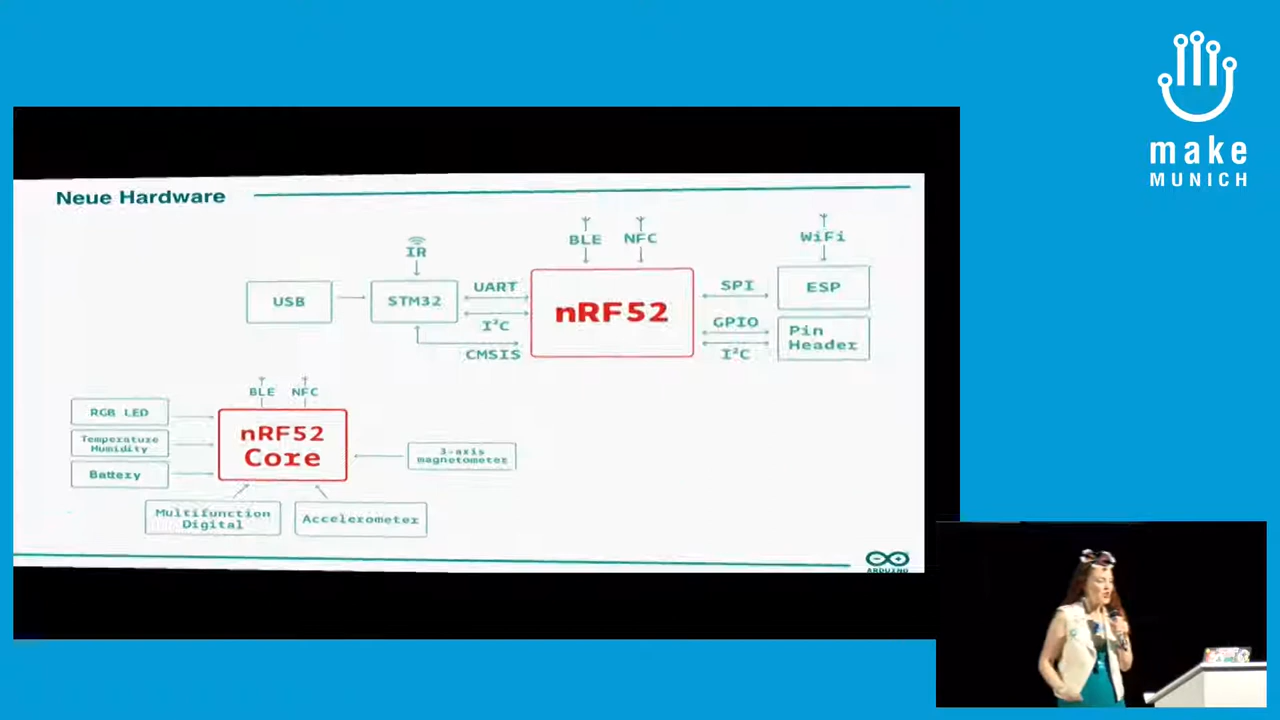 make
MUNICH
Neue Hardware
BLE
NFC
WiFi
IR
USB
STM32
UART
I²C
CMSIS
nRF52
SPI
GPIO
I²C
ESP
Pin
Header
BLE
NFC
RGB LED
Temperature
Humidity
Battery
nRF52
Core
3-axis
magnetometer
Multifunction
Digital
Accelerometer
ARDUINO